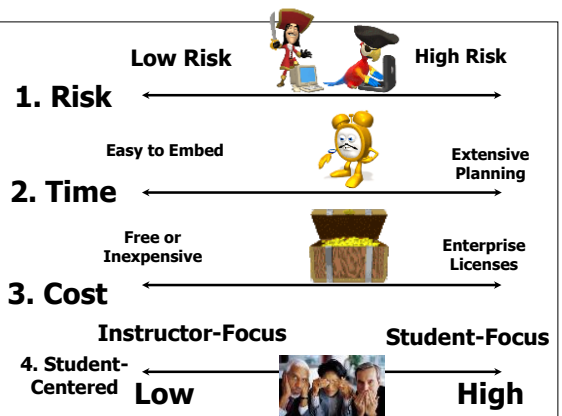 Low Risk
High Risk
1. Risk
Easy to Embed
Extensive
Planning
2. Time
Free or
Inexpensive
Enterprise
Licenses
3. Cost
Instructor-Focus
Student-Focus
4. Student-
Centered
Low
High